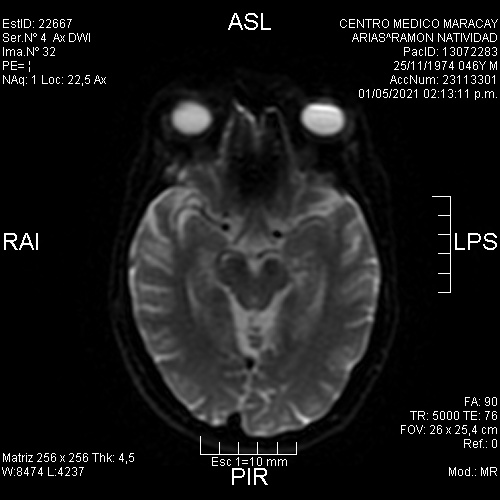 EstID: 22667
Ser.Nº 4 Ax DWI
Ima.Nº 32
PE= ¦
NAq: 1 Loc: 22,5 Ax
ASL
CENTRO MEDICO MARACAY
ARIAS^RAMON NATIVIDAD
PacID: 13072283
25/11/1974 046Y M
AccNum: 23113301
01/05/2021 02:13:11 p.m.
RAI
LPS
FA: 90
TR: 5000 TE: 76
FOV: 26 x 25,4 cm
Ref.: 0
Matriz 256 x 256 Thk: 4,5
W:8474 L:4237
Esc 1=10 mm
PIR
Mod.: MR